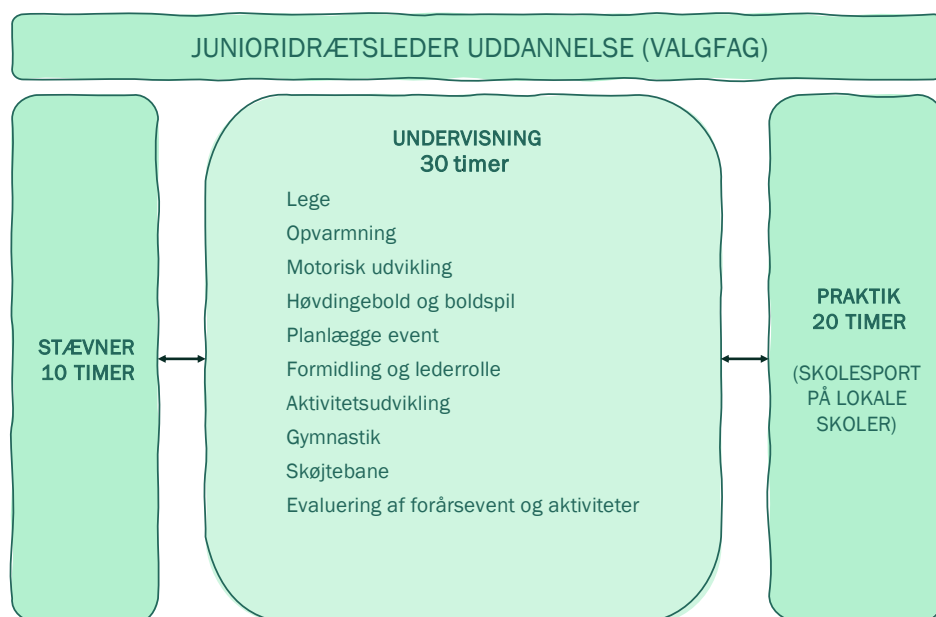 JUNIORIDRÆTSLEDER UDDANNELSE (VALGFAG)
STÆVNER
10 TIMER
UNDERVISNING
30 timer
Lege
Opvarmning
Motorisk udvikling
Høvdingebold og boldspil
Planlægge event
Formidling og lederrolle
Aktivitetsudvikling
Gymnastik
Skøjtebane
Evaluering af forårsevent og aktiviteter
PRAKTIK
20 TIMER
(SKOLESPORT
PÅ LOKALE
SKOLER)